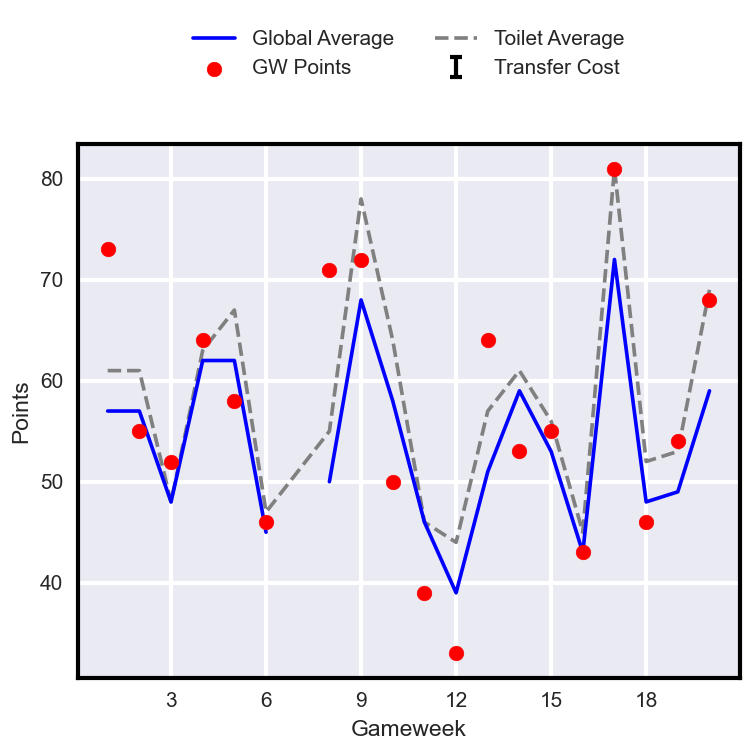 Global Average
Toilet Average
GW Points
Transfer Cost
80
70
60
50
40
Points
3 6 9 12 15 18
Gameweek